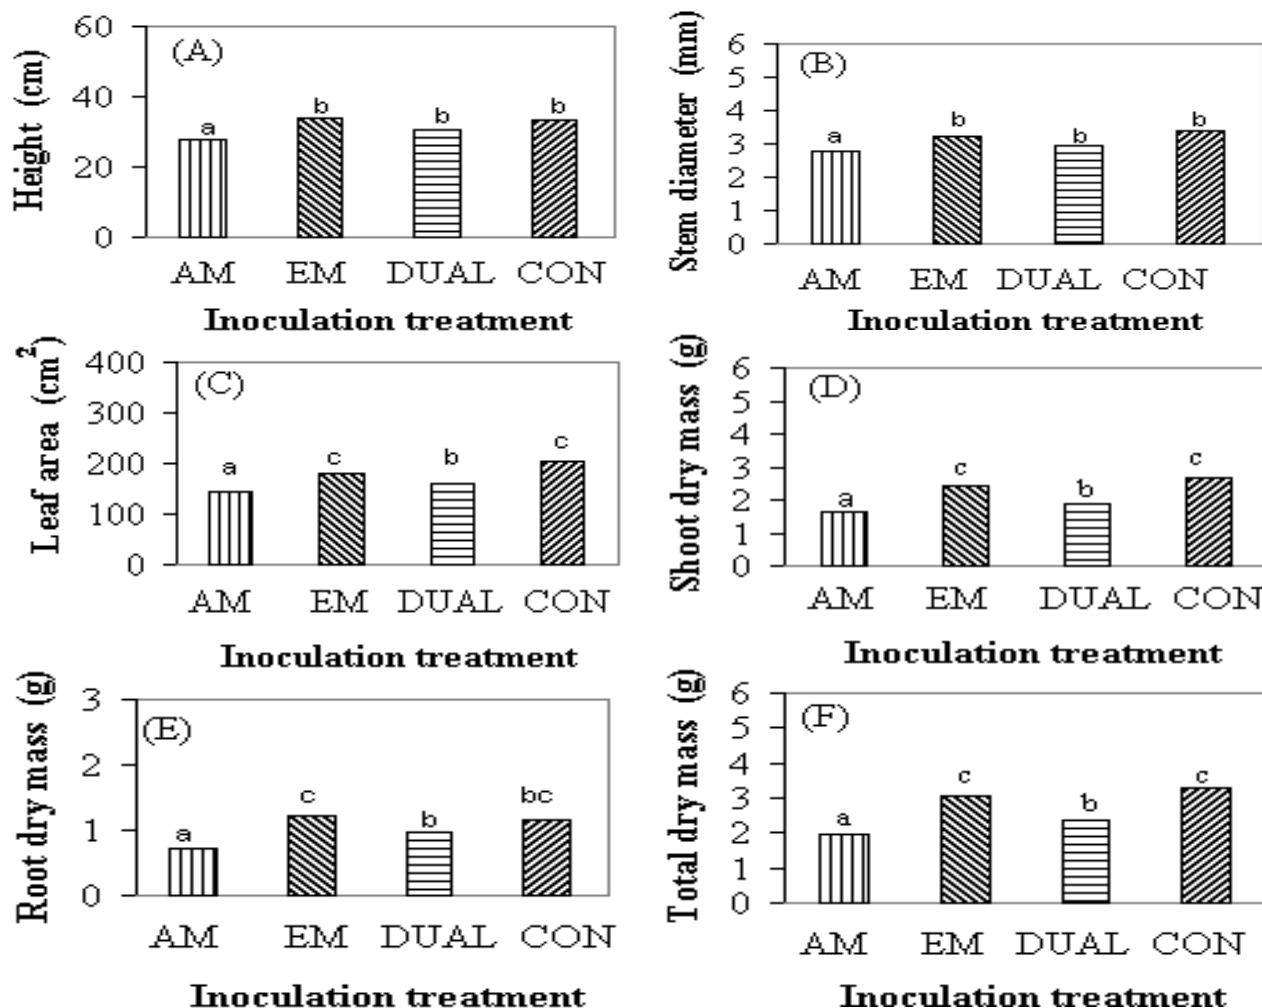 (A)
Height (cm)
60
40
20
0
a
b
b
b
AM EM DUAL CON
Inoculation treatment
(B)
Stem diameter (mm)
6
5
4
3
2
1
0
a
b
b
b
AM EM DUAL CON
Inoculation treatment
(C)
Leaf area (cm²)
400
300
200
100
0
a
c
b
c
AM EM DUAL CON
Inoculation treatment
(D)
Shoot dry mass (g)
6
5
4
3
2
1
0
a
c
b
c
AM EM DUAL CON
Inoculation treatment
(E)
Root dry mass (g)
3
2
1
0
a
c
b
bc
AM EM DUAL CON
Inoculation treatment
(F)
Total dry mass (g)
6
5
4
3
2
1
0
a
c
b
c
AM EM DUAL CON
Inoculation treatment